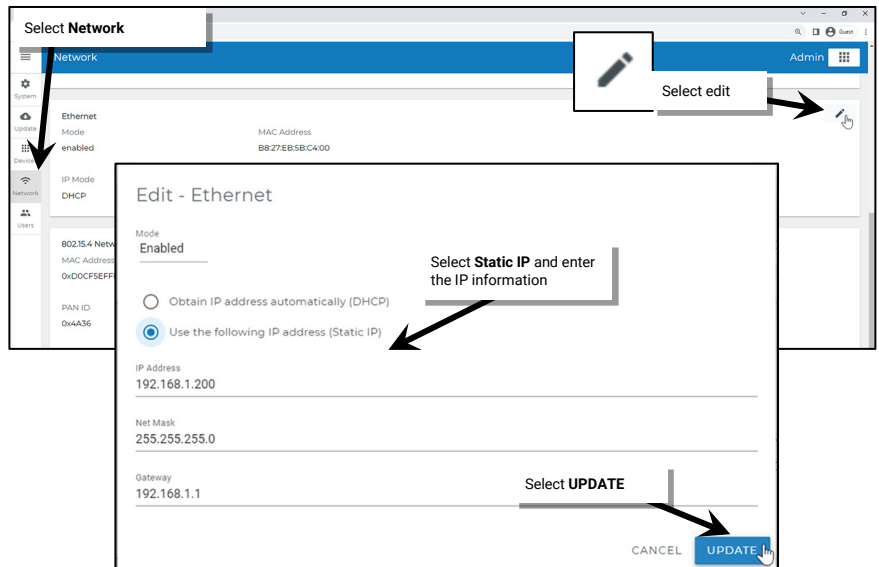 Select Network
Guest
Network
Admin
System
Select edit
Ethernet
Update
Mode
MAC Address
enabled
B8:27:EB:5B:C4:00
Device
IP Mode
DHCP
Network
Users
802.15.4 Netw
MAC Address
0xD0CF5EFF
PAN ID
0x4A36
Edit - Ethernet
Mode
Enabled
Select Static IP and enter
the IP information
Obtain IP address automatically (DHCP)
Use the following IP address (Static IP)
IP Address
192.168.1.200
Net Mask
255.255.255.0
Gateway
192.168.1.1
Select UPDATE
CANCEL
UPDATE